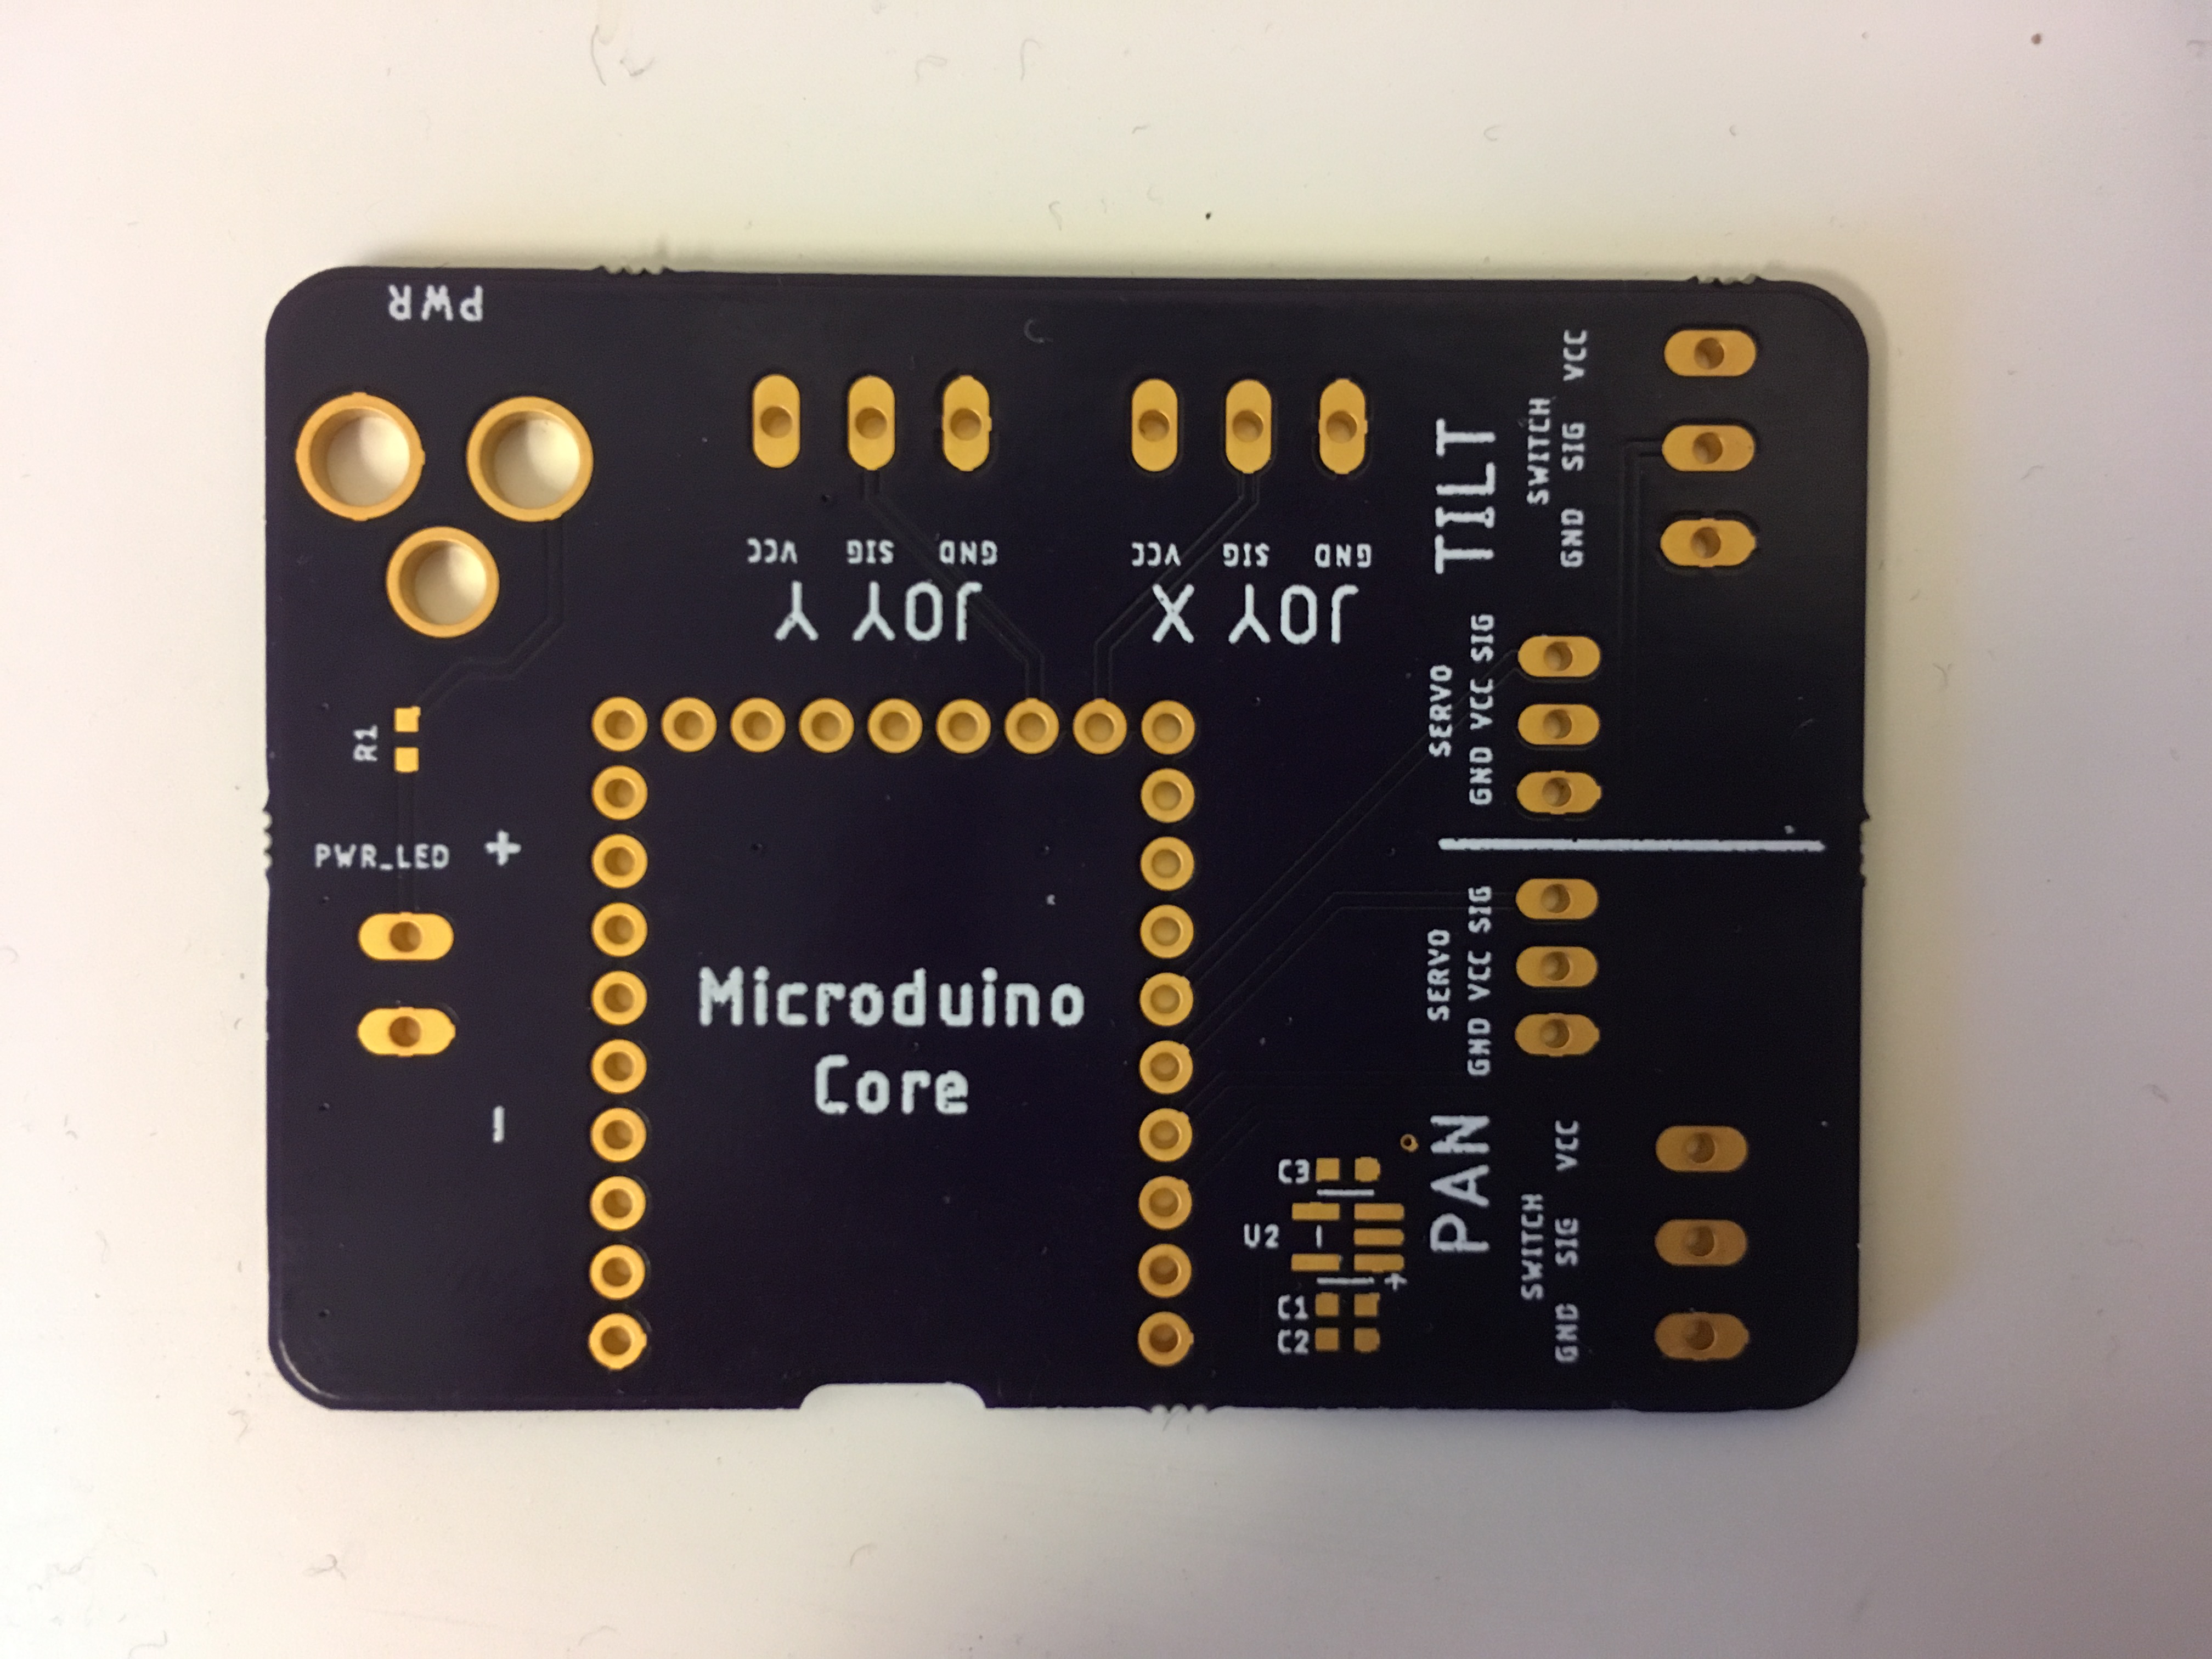 GND SIG VCC
SWITCH
PAN
C2
C1
+
U2
C3
GND VCC SIG
SERVO
Microduino
Core
-
+
PWR_LED
R1
GND VCC SIG
SERVO
TILT
GND SIG VCC
SWITCH
JOY X
GND SIG VCC
JOY Y
GND SIG VCC
PWR